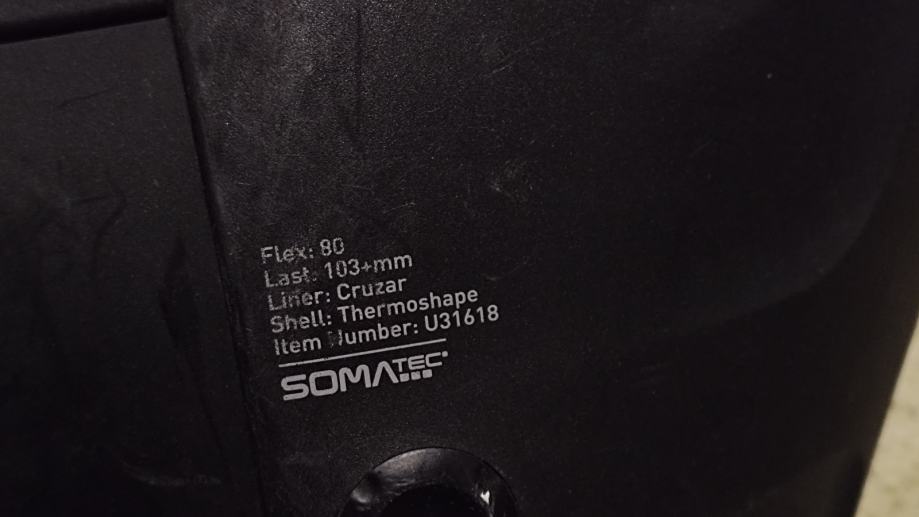 Flex: 80
Last: 103+mm
Liner: Cruzar
Shell: Thermoshape
Item Number: U31618
SOMATEC